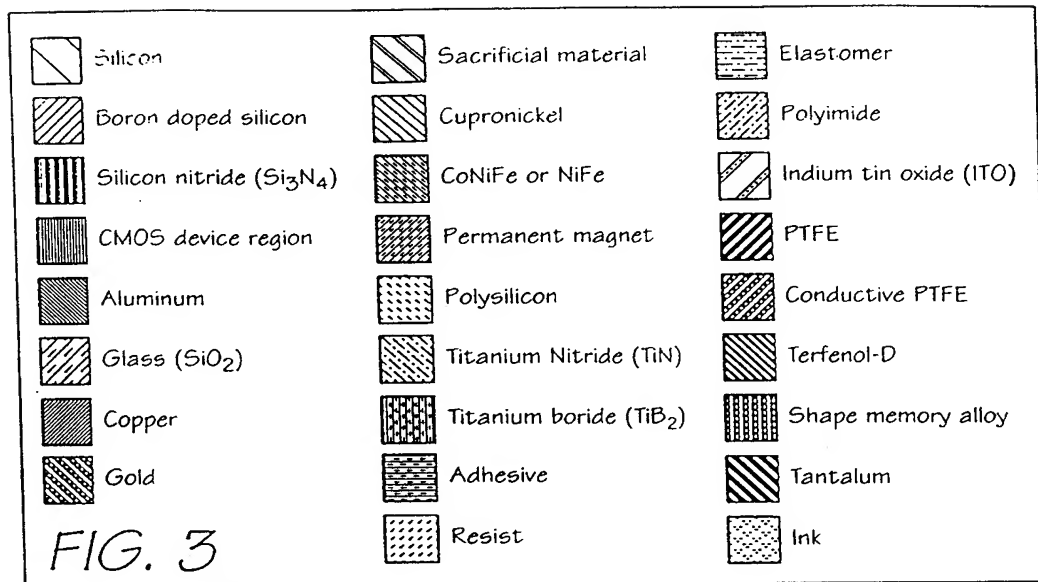 Silicon
Boron doped silicon
Silicon nitride (Si₃N₄)
CMOS device region
Aluminum
Glass (SiO₂)
Copper
Gold
FIG. 3
Sacrificial material
Cupronickel
CoNiFe or NiFe
Permanent magnet
Polysilicon
Titanium Nitride (TiN)
Titanium boride (TiB₂)
Adhesive
Resist
Elastomer
Polyimide
Indium tin oxide (ITO)
PTFE
Conductive PTFE
Terfenol-D
Shape memory alloy
Tantalum
Ink